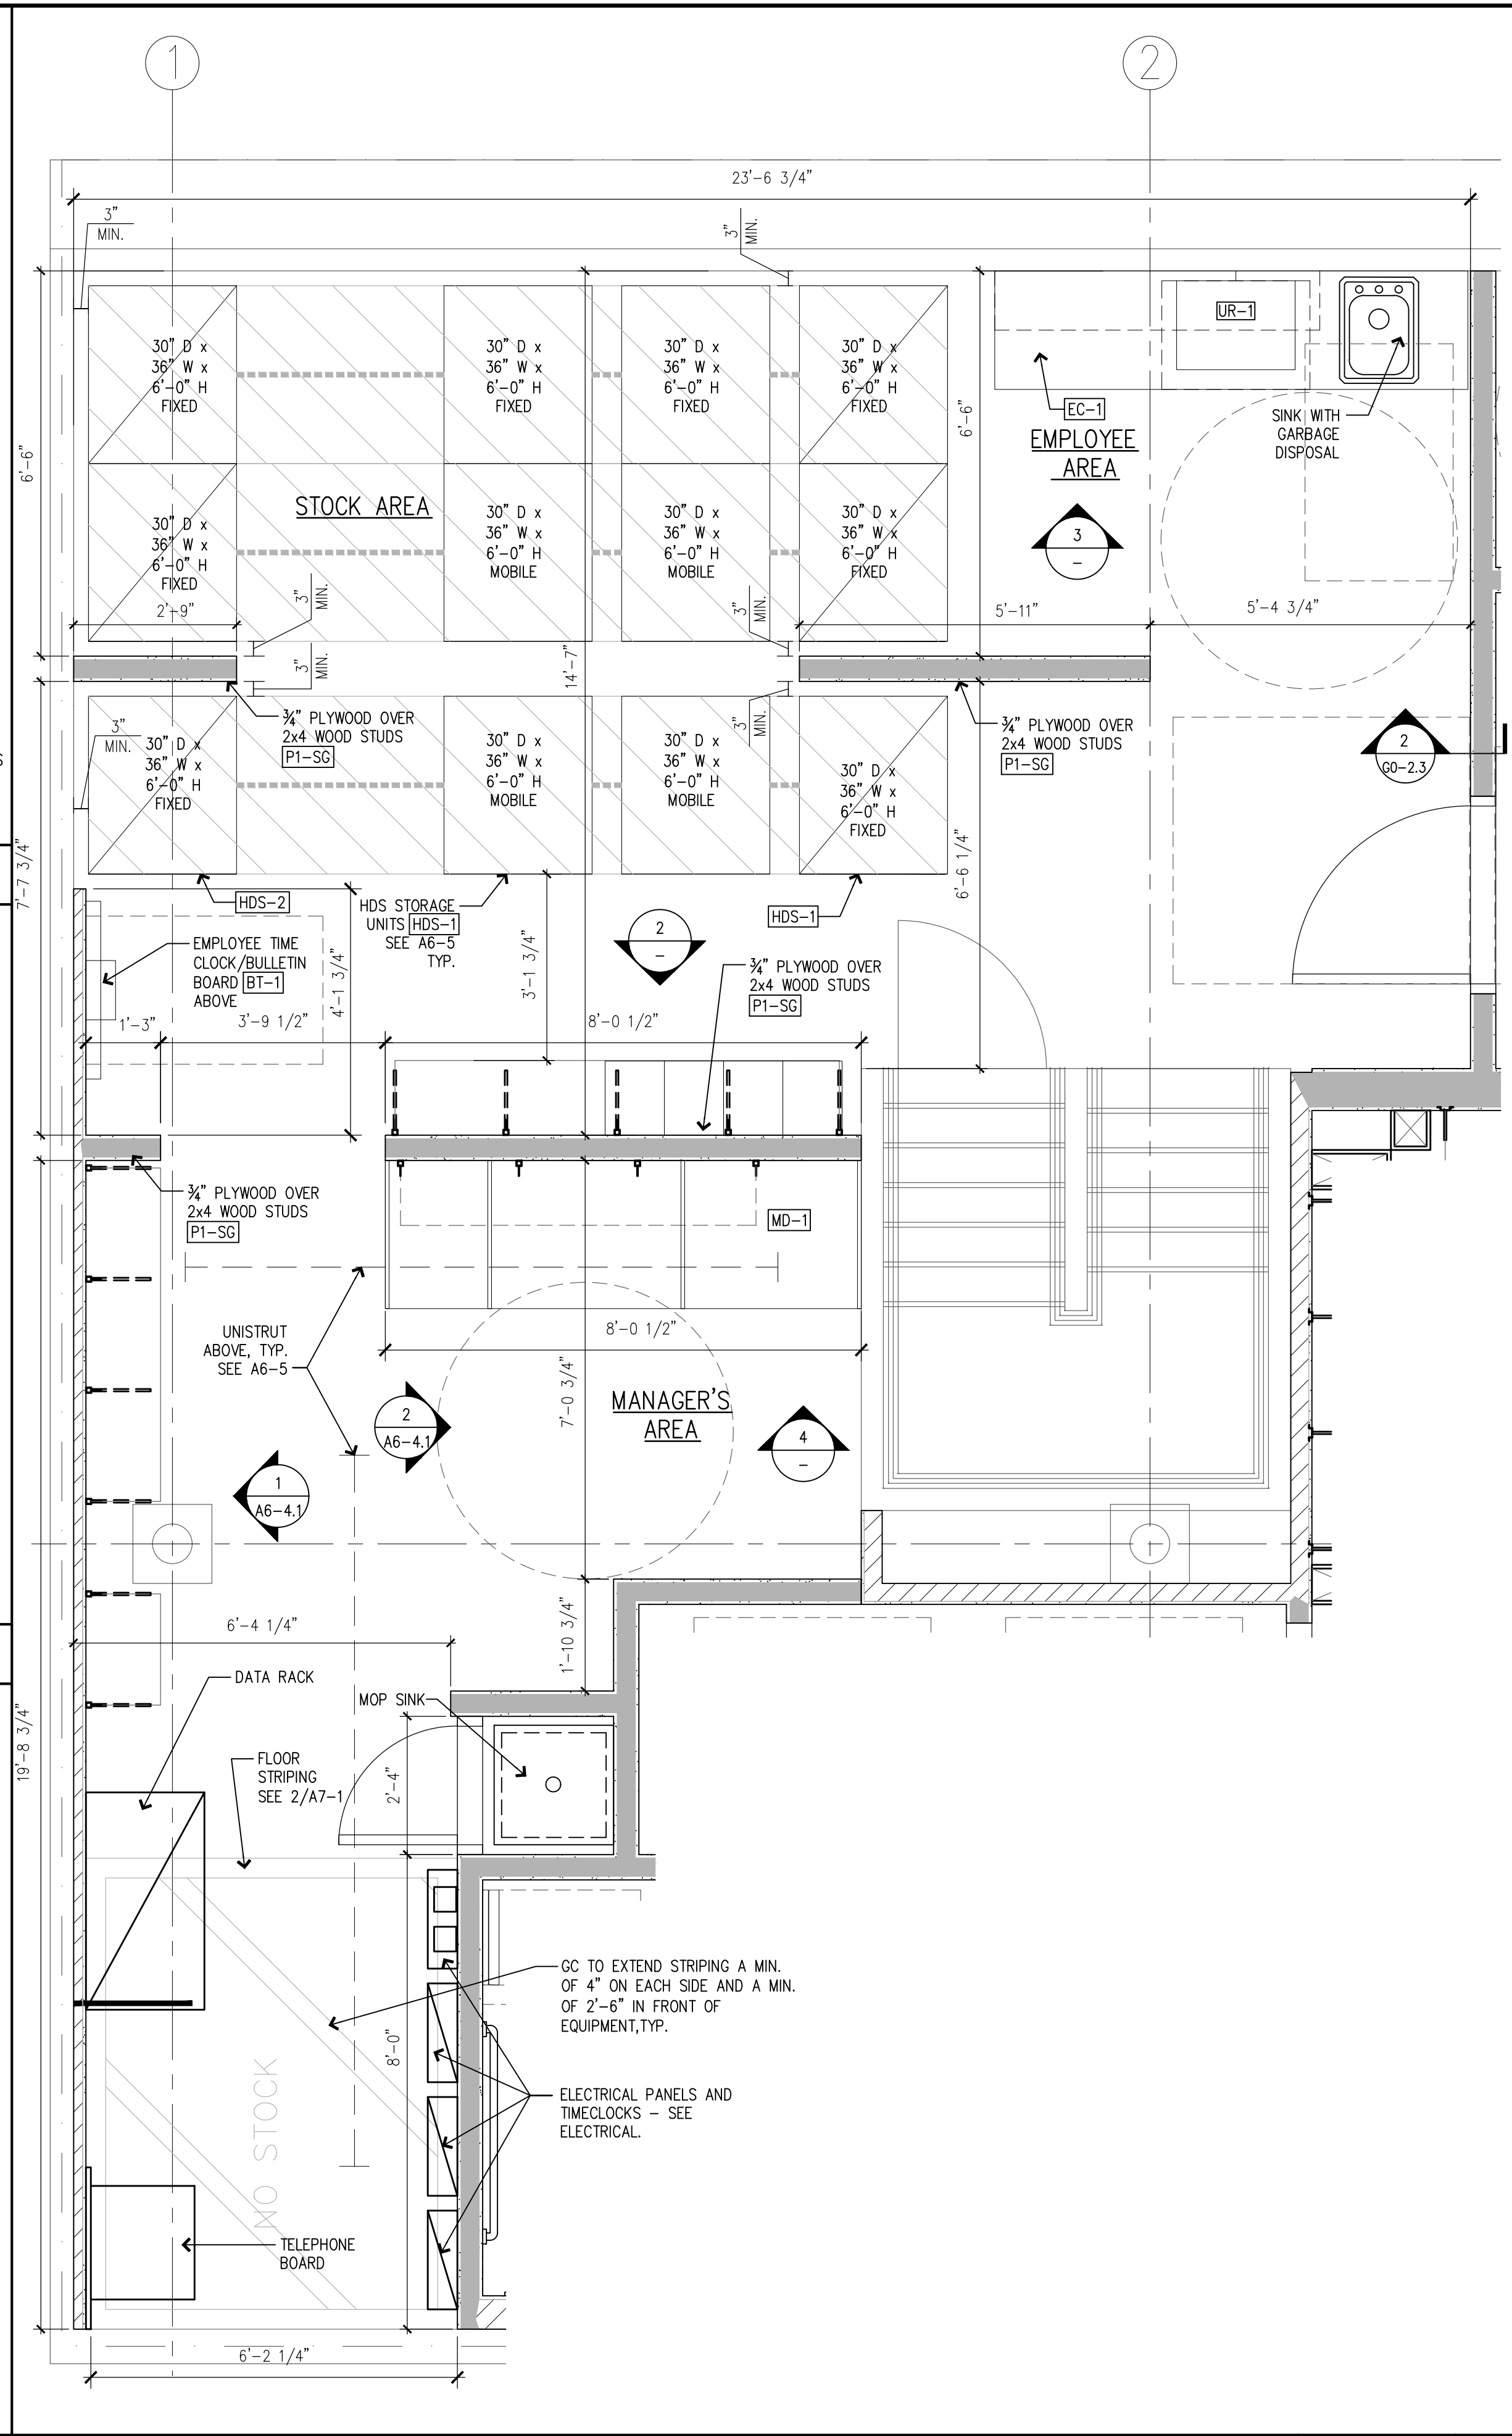 1
2
23'-6 3/4"
3"
MIN.
3"
MIN.
30" D x
36" W x
6'-0" H
FIXED
30" D x
36" W x
6'-0" H
FIXED
30" D x
36" W x
6'-0" H
FIXED
30" D x
36" W x
6'-0" H
FIXED
UR-1
EC-1
EMPLOYEE
AREA
SINK WITH
GARBAGE
DISPOSAL
6'-6"
6'-6"
STOCK AREA
30" D x
36" W x
6'-0" H
FIXED
30" D x
36" W x
6'-0" H
MOBILE
30" D x
36" W x
6'-0" H
MOBILE
30" D x
36" W x
6'-0" H
FIXED
3
-
2'-9"
3"
MIN.
3"
MIN.
5'-11"
5'-4 3/4"
3"
MIN.
14'-7"
3"
MIN.
3"
MIN.
3/4" PLYWOOD OVER
2x4 WOOD STUDS
P1-SG
3/4" PLYWOOD OVER
2x4 WOOD STUDS
P1-SG
2
G0-2.3
30" D x
36" W x
6'-0" H
FIXED
30" D x
36" W x
6'-0" H
MOBILE
30" D x
36" W x
6'-0" H
MOBILE
30" D x
36" W x
6'-0" H
FIXED
7'-7 3/4"
6'-6 1/4"
HDS-2
HDS STORAGE
UNITS HDS-1
SEE A6-5
TYP.
HDS-1
2
-
EMPLOYEE TIME
CLOCK/BULLETIN
BOARD BT-1
ABOVE
4'-1 3/4"
3'-1 3/4"
3/4" PLYWOOD OVER
2x4 WOOD STUDS
P1-SG
1'-3"
3'-9 1/2"
8'-0 1/2"
3/4" PLYWOOD OVER
2x4 WOOD STUDS
P1-SG
MD-1
UNISTRUT
ABOVE, TYP.
SEE A6-5
8'-0 1/2"
7'-0 3/4"
MANAGER'S
AREA
2
A6-4.1
4
-
1
A6-4.1
6'-4 1/4"
1'-10 3/4"
DATA RACK
MOP SINK
19'-8 3/4"
FLOOR
STRIPING
SEE 2/A7-1
2'-4"
GC TO EXTEND STRIPING A MIN.
OF 4" ON EACH SIDE AND A MIN.
OF 2'-6" IN FRONT OF
EQUIPMENT,TYP.
8'-0"
NO STOCK
ELECTRICAL PANELS AND
TIMECLOCKS - SEE
ELECTRICAL.
TELEPHONE
BOARD
6'-2 1/4"